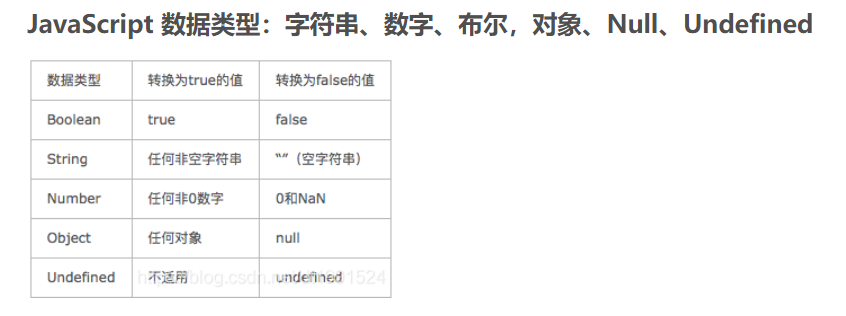 JavaScript 数据类型：字符串、数字、布尔，对象、Null、Undefined
数据类型 转换为true的值 转换为false的值
Boolean true false
String 任何非空字符串 “”（空字符串）
Number 任何非0数字 0和NaN
Object 任何对象 null
Undefined 不适用 undefined